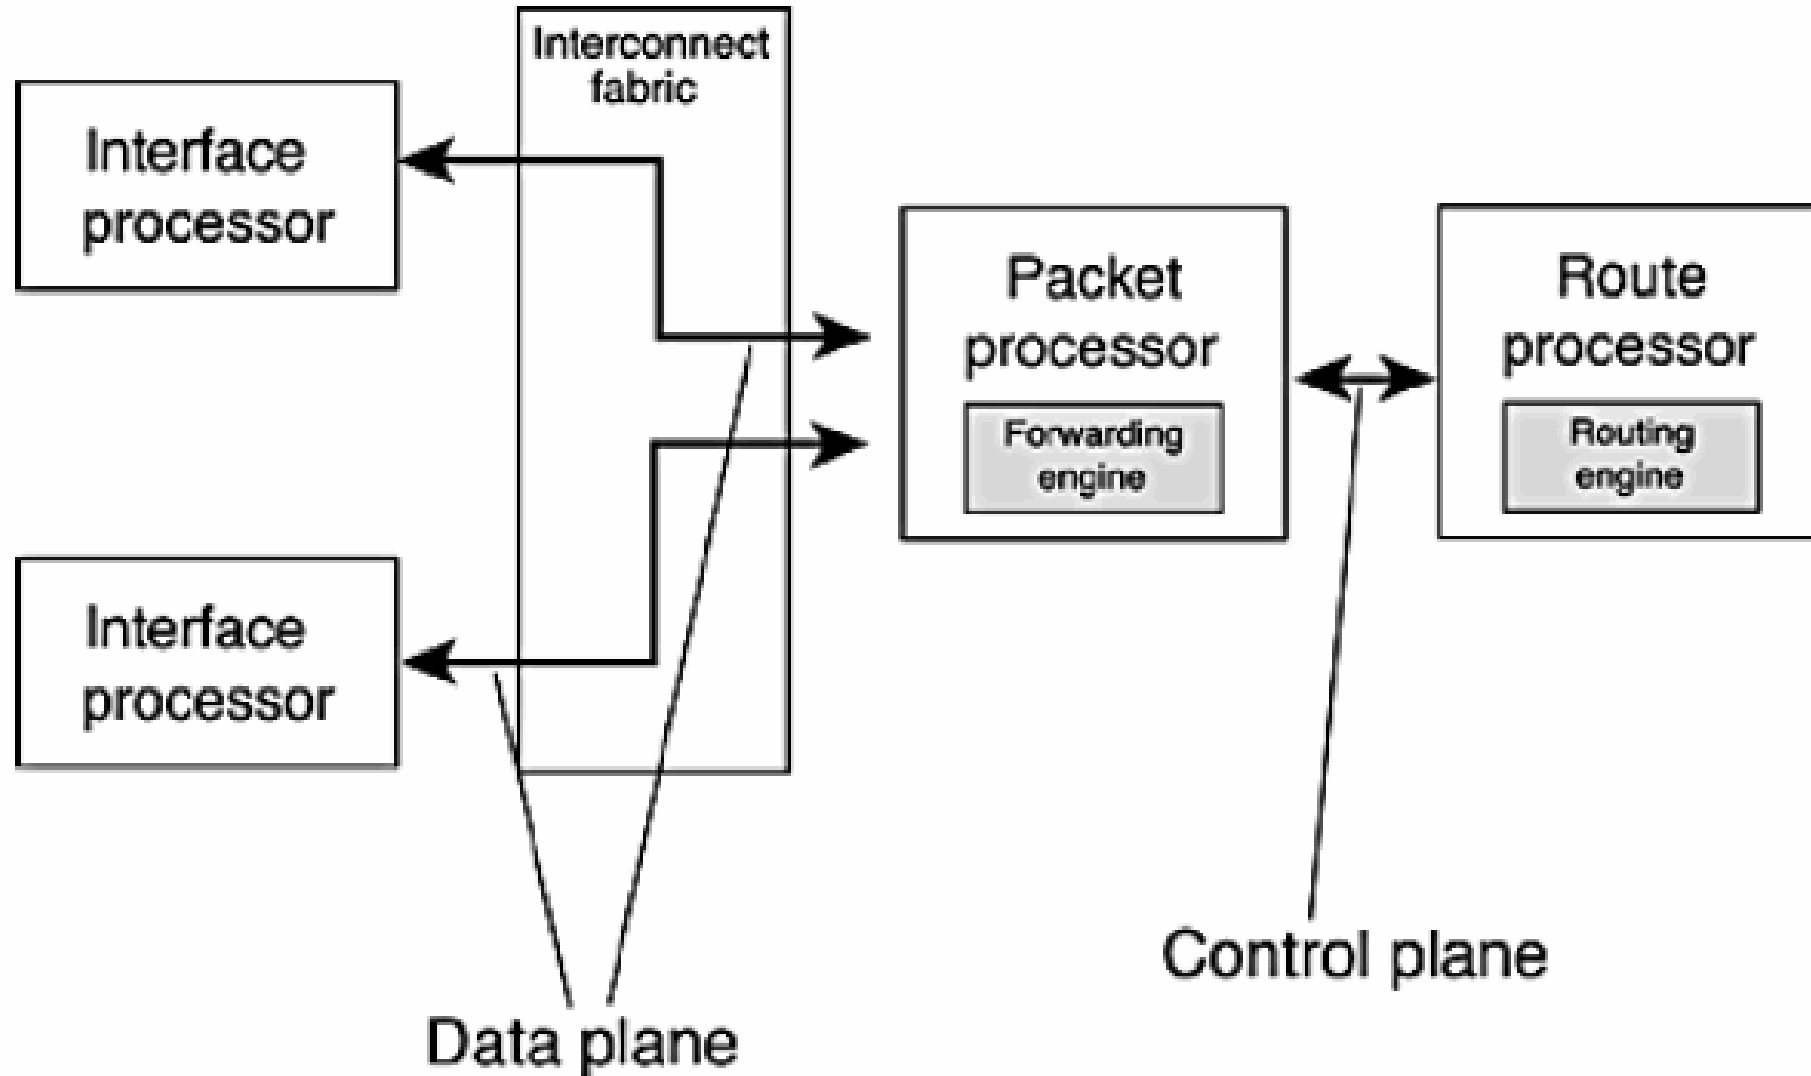 Interconnect
fabric
Interface
processor
Packet
processor
Forwarding
engine
Route
processor
Routing
engine
Interface
processor
Control plane
Data plane